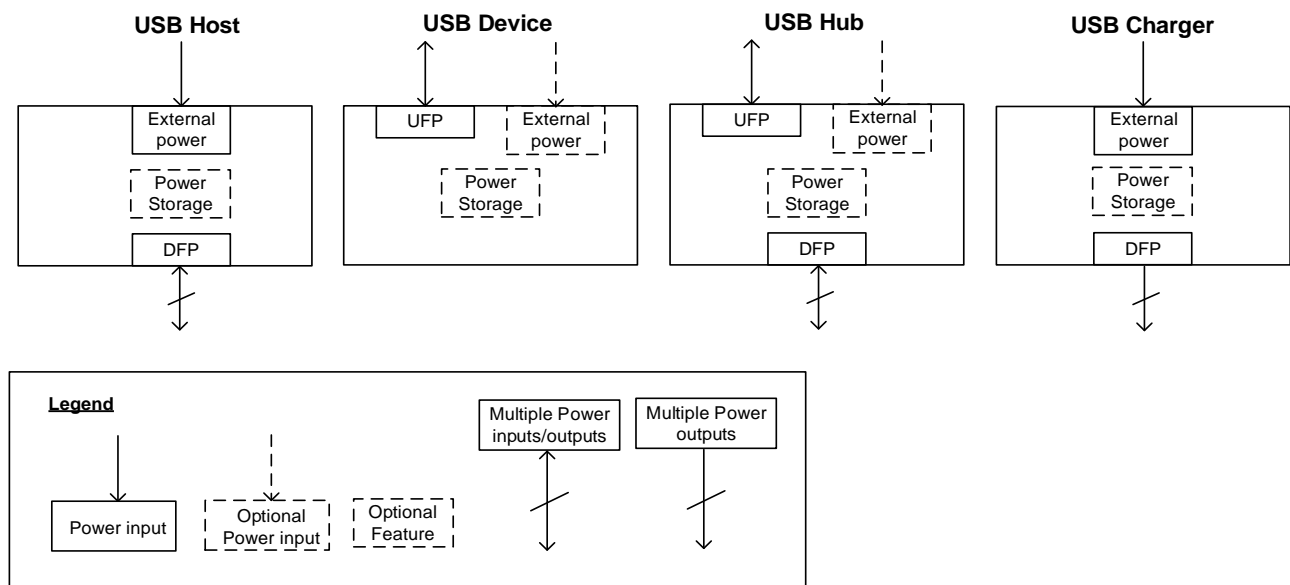 USB Host
USB Device
USB Hub
USB Charger
External
power
Power
Storage
DFP
UFP
External
power
Power
Storage
UFP
External
power
Power
Storage
DFP
External
power
Power
Storage
DFP
Legend
Power input
Optional
Power input
Optional
Feature
Multiple Power
inputs/outputs
Multiple Power
outputs